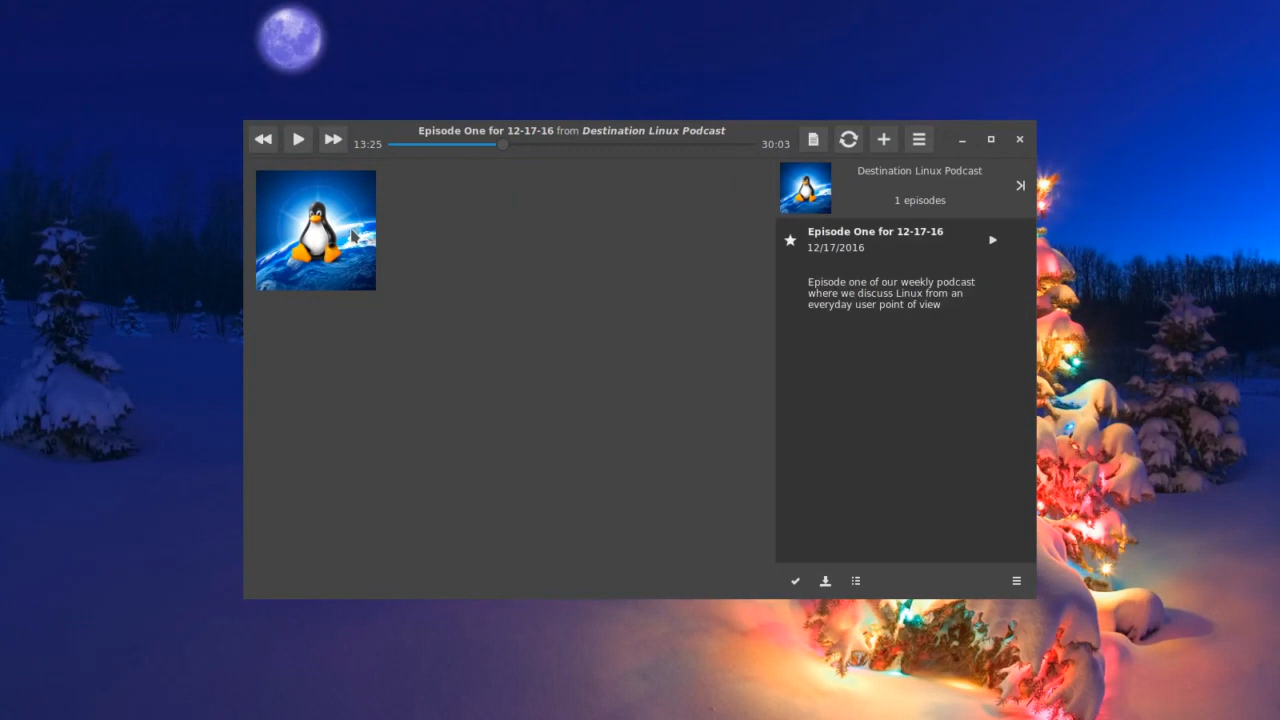 Episode One for 12-17-16 from Destination Linux Podcast
13:25
30:03
Destination Linux Podcast
1 episodes
Episode One for 12-17-16
12/17/2016
Episode one of our weekly podcast
where we discuss Linux from an
everyday user point of view